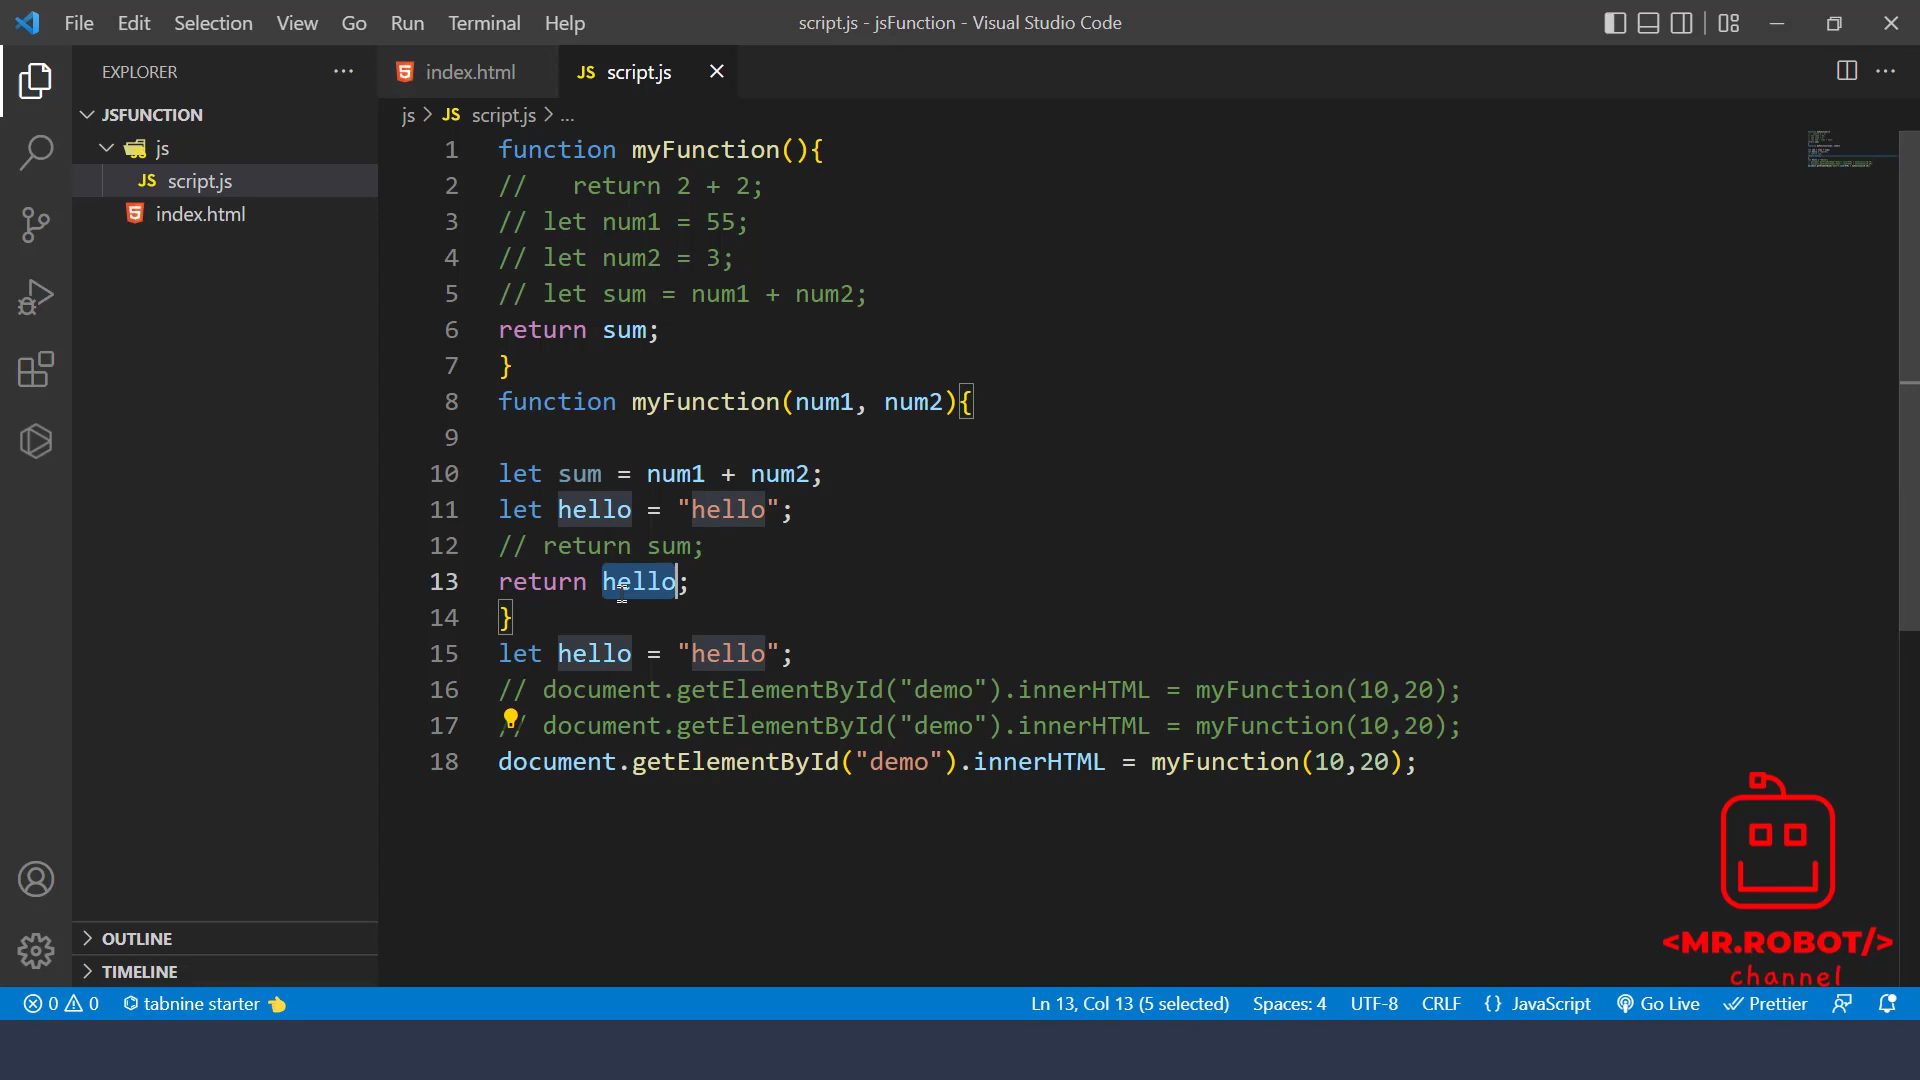 File Edit Selection View Go Run Terminal Help
script.js - jsFunction - Visual Studio Code
EXPLORER
JSFUNCTION
js
JS script.js
index.html
OUTLINE
TIMELINE
index.html
JS script.js
js > JS script.js > ...
1 function myFunction(){
2 //   return 2 + 2;
3 // let num1 = 55;
4 // let num2 = 3;
5 // let sum = num1 + num2;
6 return sum;
7 }
8 function myFunction(num1, num2){
9
10 let sum = num1 + num2;
11 let hello = "hello";
12 // return sum;
13 return hello;
14 }
15 let hello = "hello";
16 // document.getElementById("demo").innerHTML = myFunction(10,20);
17 // document.getElementById("demo").innerHTML = myFunction(10,20);
18 document.getElementById("demo").innerHTML = myFunction(10,20);
<MR.ROBOT/>
channel
0 0 tabnine starter Ln 13, Col 13 (5 selected) Spaces: 4 UTF-8 CRLF {} JavaScript Go Live Prettier